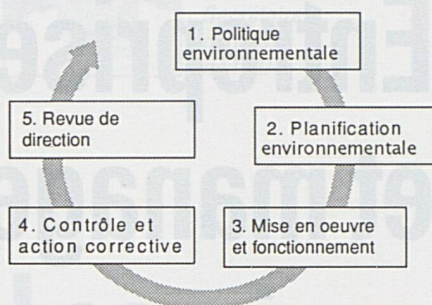 1. Politique
environnementale
2. Planification
environnementale
3. Mise en oeuvre
et fonctionnement
4. Contrôle et
action corrective
5. Revue de
direction